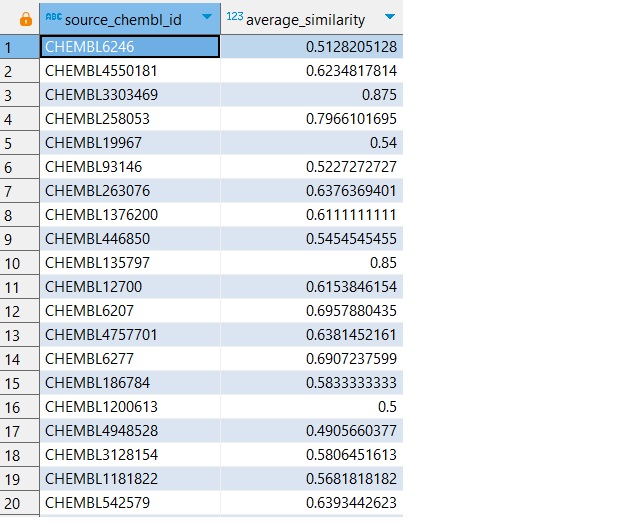 ABC source_chembl_id 123 average_similarity
1 CHEMBL6246 0.5128205128
2 CHEMBL4550181 0.6234817814
3 CHEMBL3303469 0.875
4 CHEMBL258053 0.7966101695
5 CHEMBL19967 0.54
6 CHEMBL93146 0.5227272727
7 CHEMBL263076 0.6376369401
8 CHEMBL1376200 0.6111111111
9 CHEMBL446850 0.5454545455
10 CHEMBL135797 0.85
11 CHEMBL12700 0.6153846154
12 CHEMBL6207 0.6957880435
13 CHEMBL4757701 0.6381452161
14 CHEMBL6277 0.6907237599
15 CHEMBL186784 0.5833333333
16 CHEMBL1200613 0.5
17 CHEMBL4948528 0.4905660377
18 CHEMBL3128154 0.5806451613
19 CHEMBL1181822 0.5681818182
20 CHEMBL542579 0.6393442623